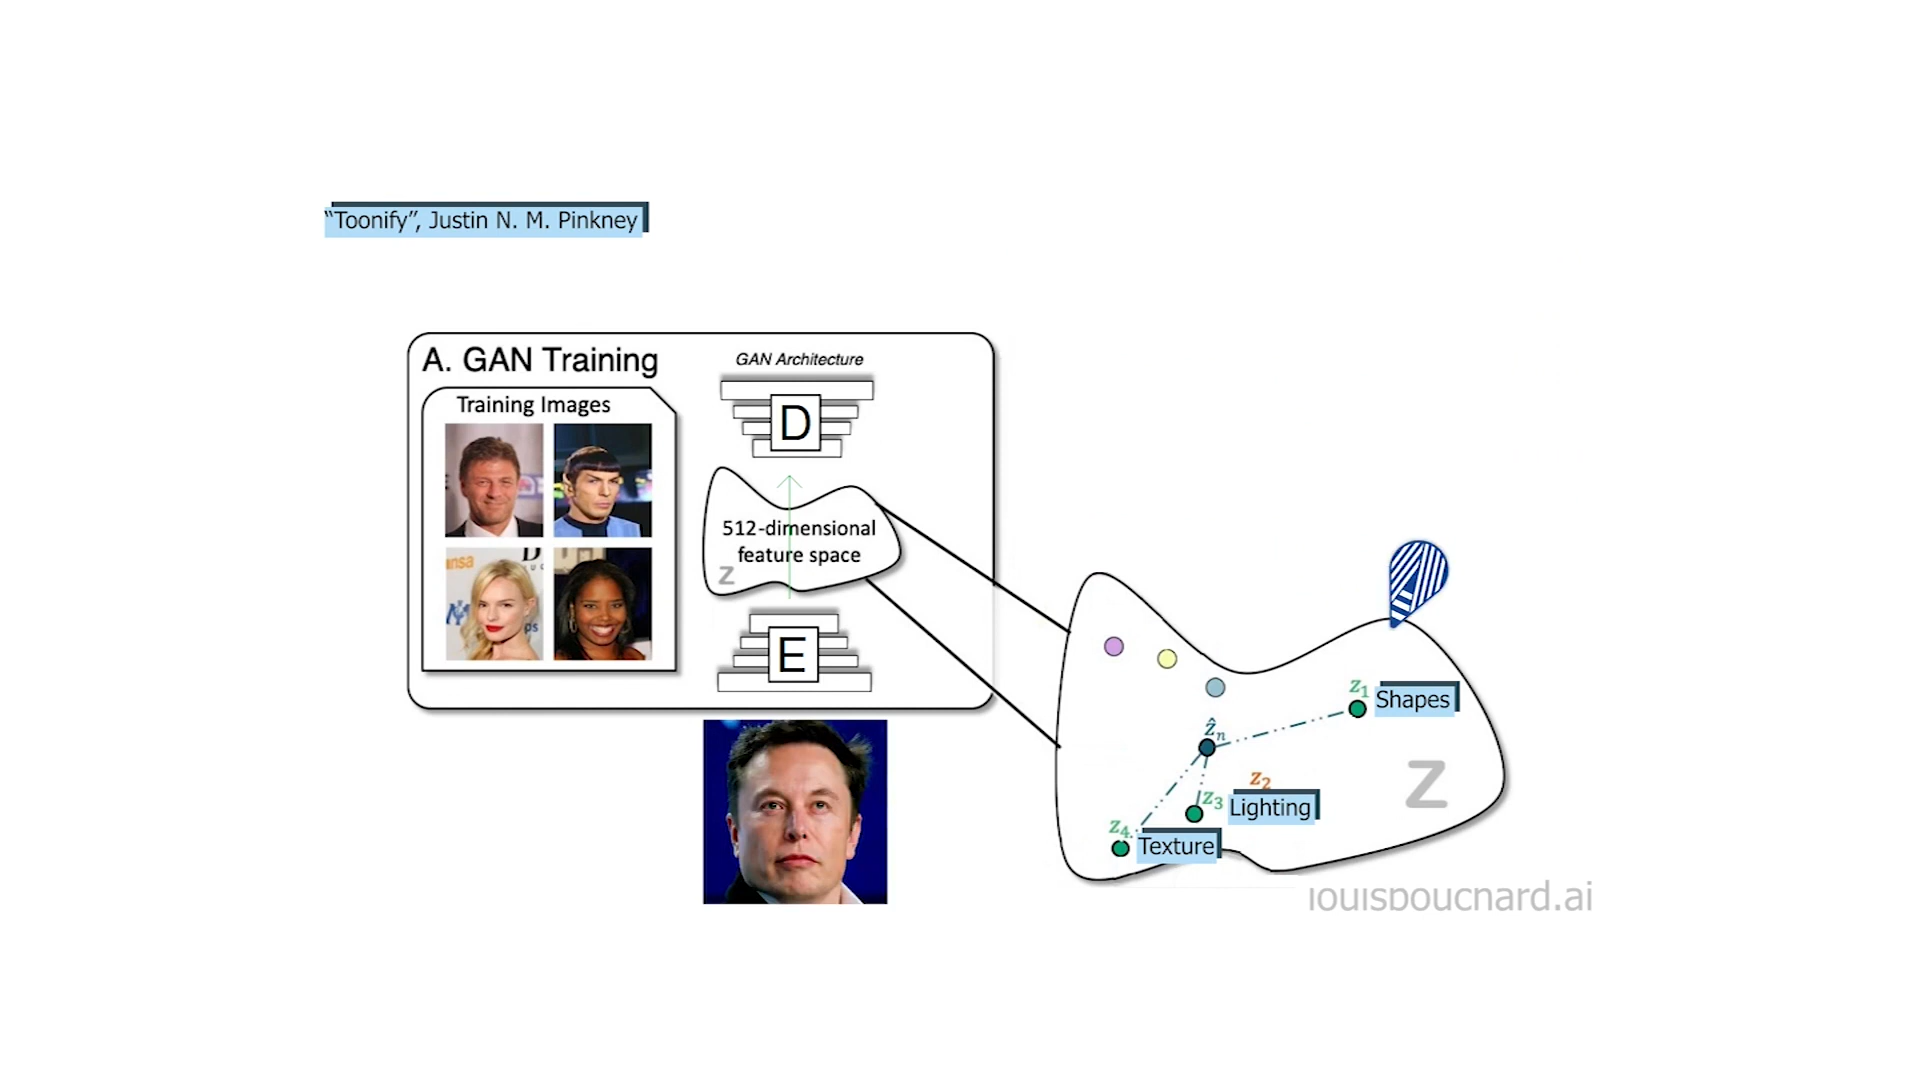 “Toonify”, Justin N. M. Pinkney
A. GAN Training
Training Images
GAN Architecture
D
512-dimensional
feature space
Z
E
z1
Shapes
ẑn
z2
z3
Lighting
z4
Texture
Z
louisbouchard.ai